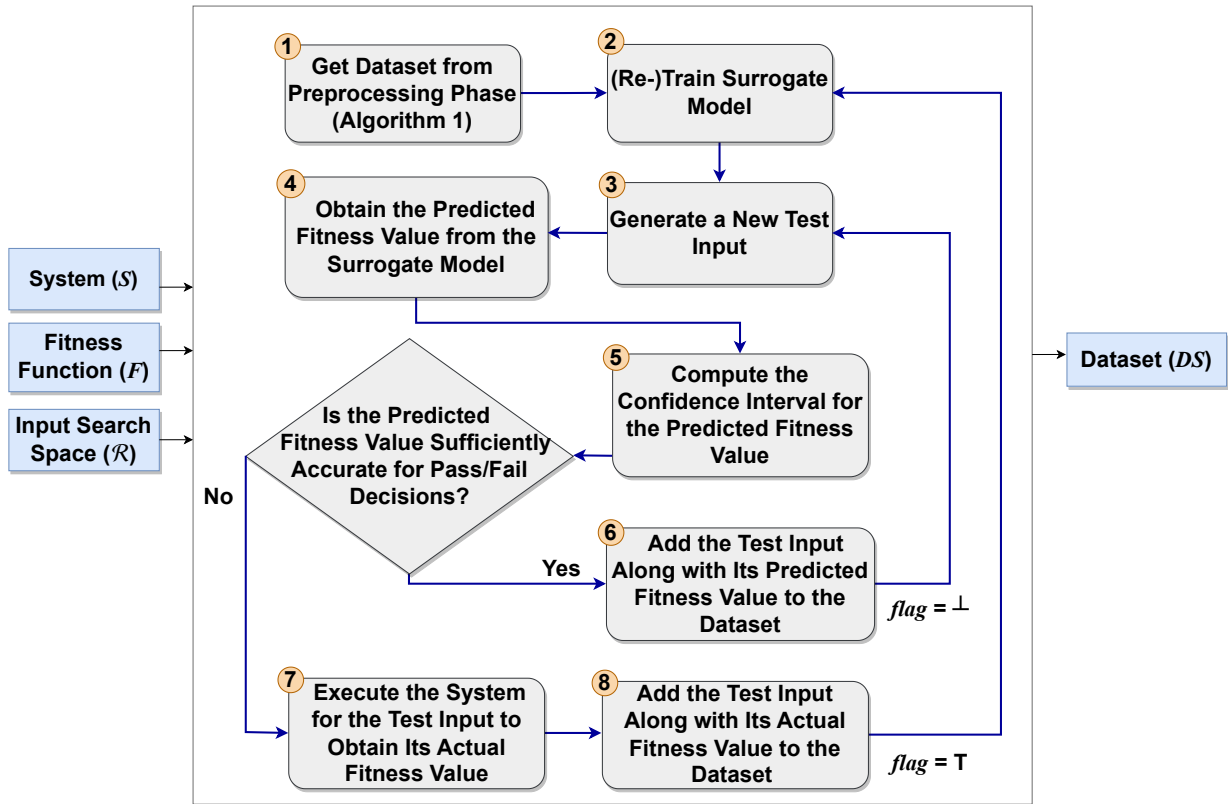 1
Get Dataset from
Preprocessing Phase
(Algorithm 1)
2
(Re-)Train Surrogate
Model
3
Generate a New Test
Input
4
Obtain the Predicted
Fitness Value from the
Surrogate Model
System (S)
Fitness
Function (F)
Input Search
Space (ℛ)
5
Compute the
Confidence Interval for
the Predicted Fitness
Value
Is the Predicted
Fitness Value Sufficiently
Accurate for Pass/Fail
Decisions?
No
Yes
6
Add the Test Input
Along with Its Predicted
Fitness Value to the
Dataset
flag = ⊥
7
Execute the System
for the Test Input to
Obtain Its Actual
Fitness Value
8
Add the Test Input
Along with Its Actual
Fitness Value to the
Dataset
flag = T
Dataset (DS)